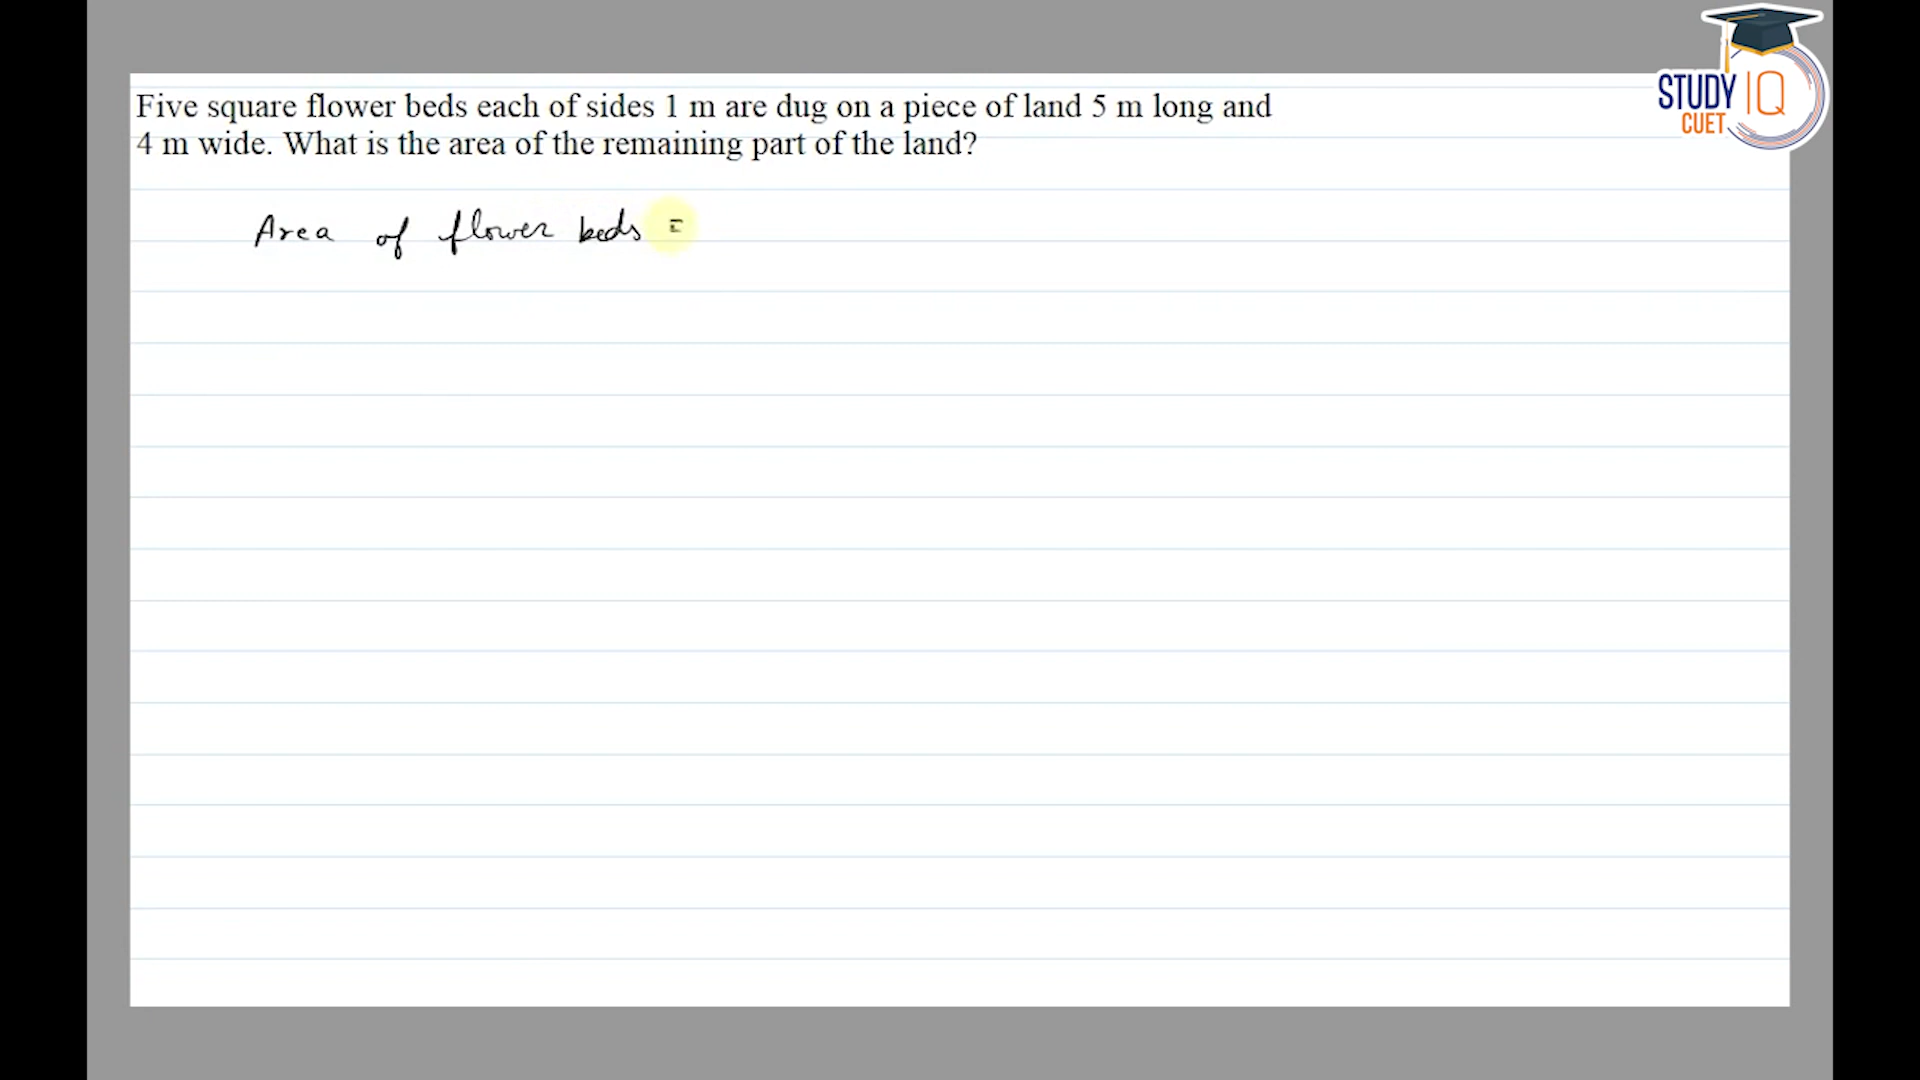 STUDY IQ
CUET
Five square flower beds each of sides 1 m are dug on a piece of land 5 m long and
4 m wide. What is the area of the remaining part of the land?
Area of flower beds =